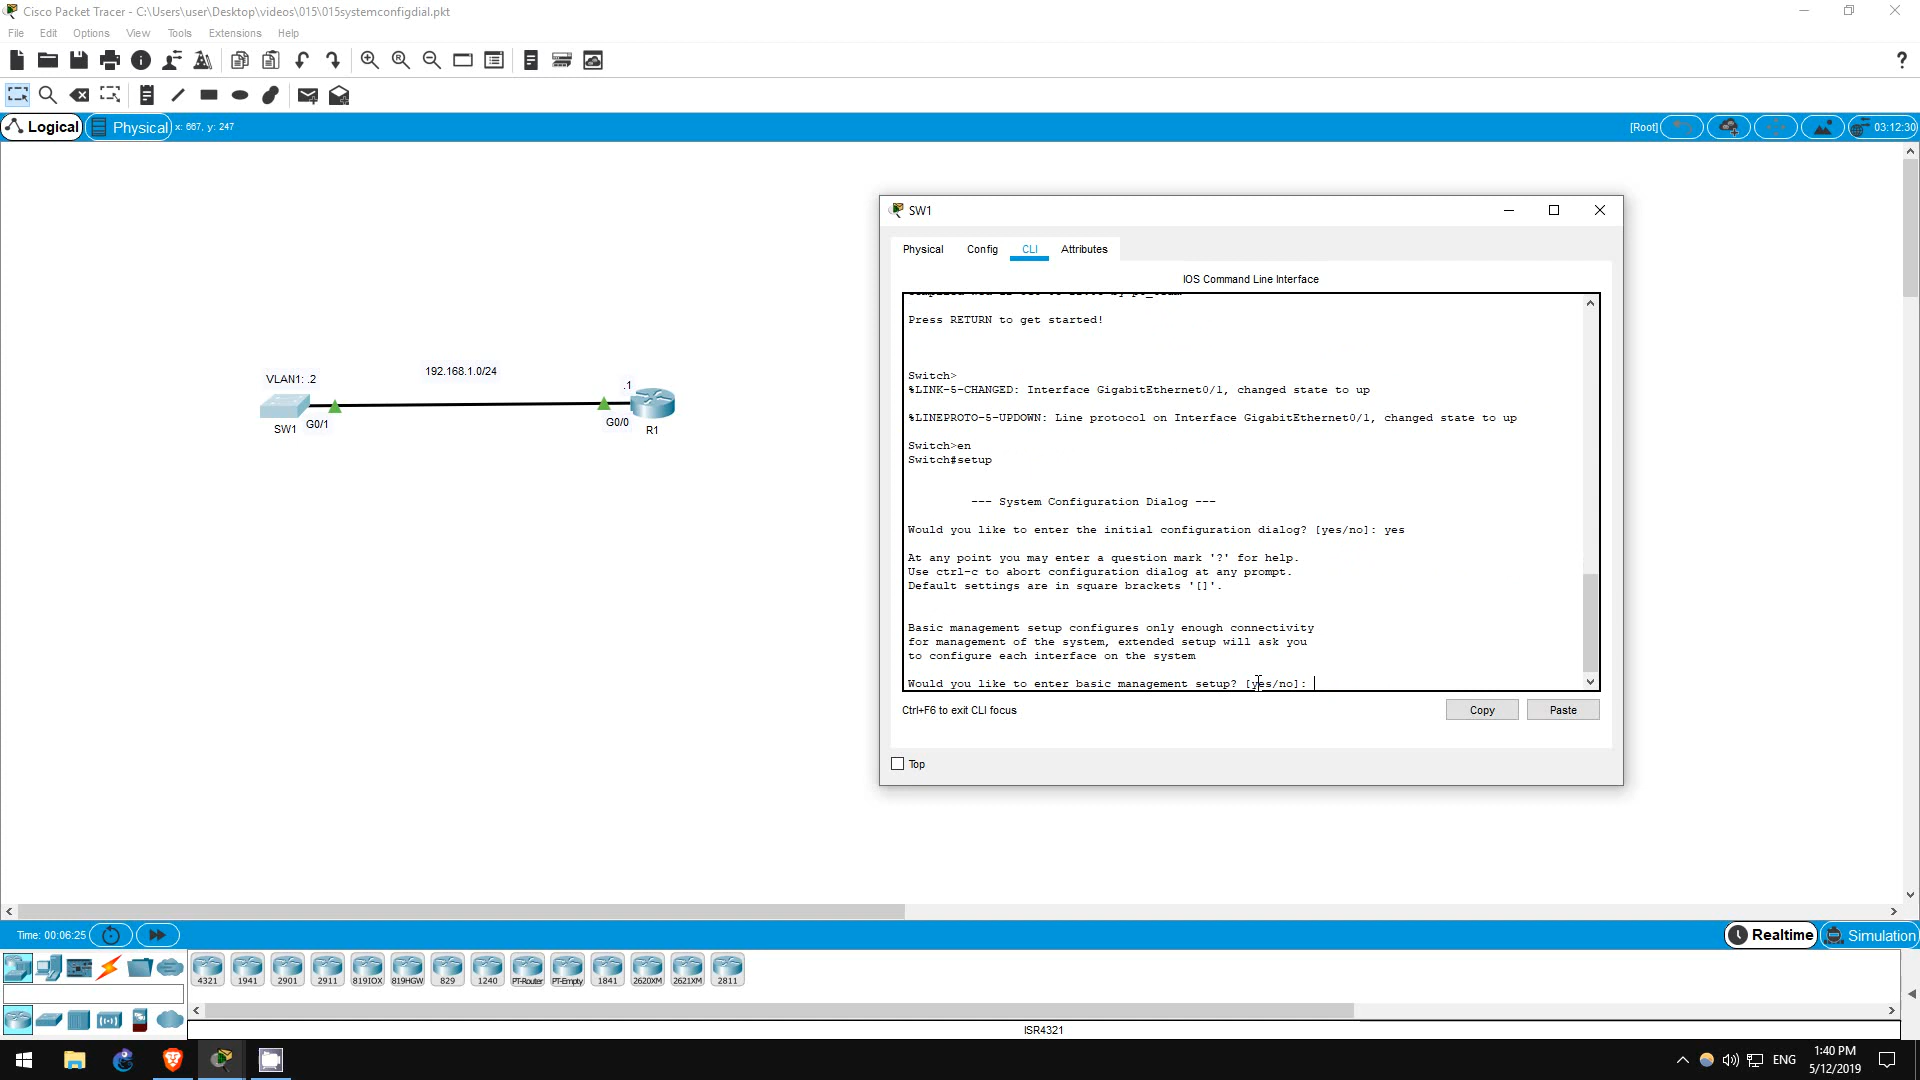 Cisco Packet Tracer - C:\Users\user\Desktop\videos\015\015systemconfigdial.pkt
File Edit Options View Tools Extensions Help
Logical Physical x: 667, y: 247 [Root] 03:12:30
SW1
Physical Config CLI Attributes
IOS Command Line Interface
Press RETURN to get started!
Switch>
%LINK-5-CHANGED: Interface GigabitEthernet0/1, changed state to up
%LINEPROTO-5-UPDOWN: Line protocol on Interface GigabitEthernet0/1, changed state to up
Switch>en
Switch#setup
--- System Configuration Dialog ---
Would you like to enter the initial configuration dialog? [yes/no]: yes
At any point you may enter a question mark '?' for help.
Use ctrl-c to abort configuration dialog at any prompt.
Default settings are in square brackets '[]'.
Basic management setup configures only enough connectivity
for management of the system, extended setup will ask you
to configure each interface on the system
Would you like to enter basic management setup? [yes/no]:
Ctrl+F6 to exit CLI focus Copy Paste
Top
192.168.1.0/24
VLAN1: .2 .1
SW1 G0/1 G0/0 R1
Time: 00:06:25 Realtime Simulation
4321 1941 2901 2911 819IOX 819HGW 829 1240 PT-Router PT-Empty 1841 2620XM 2621XM 2811
ISR4321
ENG 1:40 PM
5/12/2019